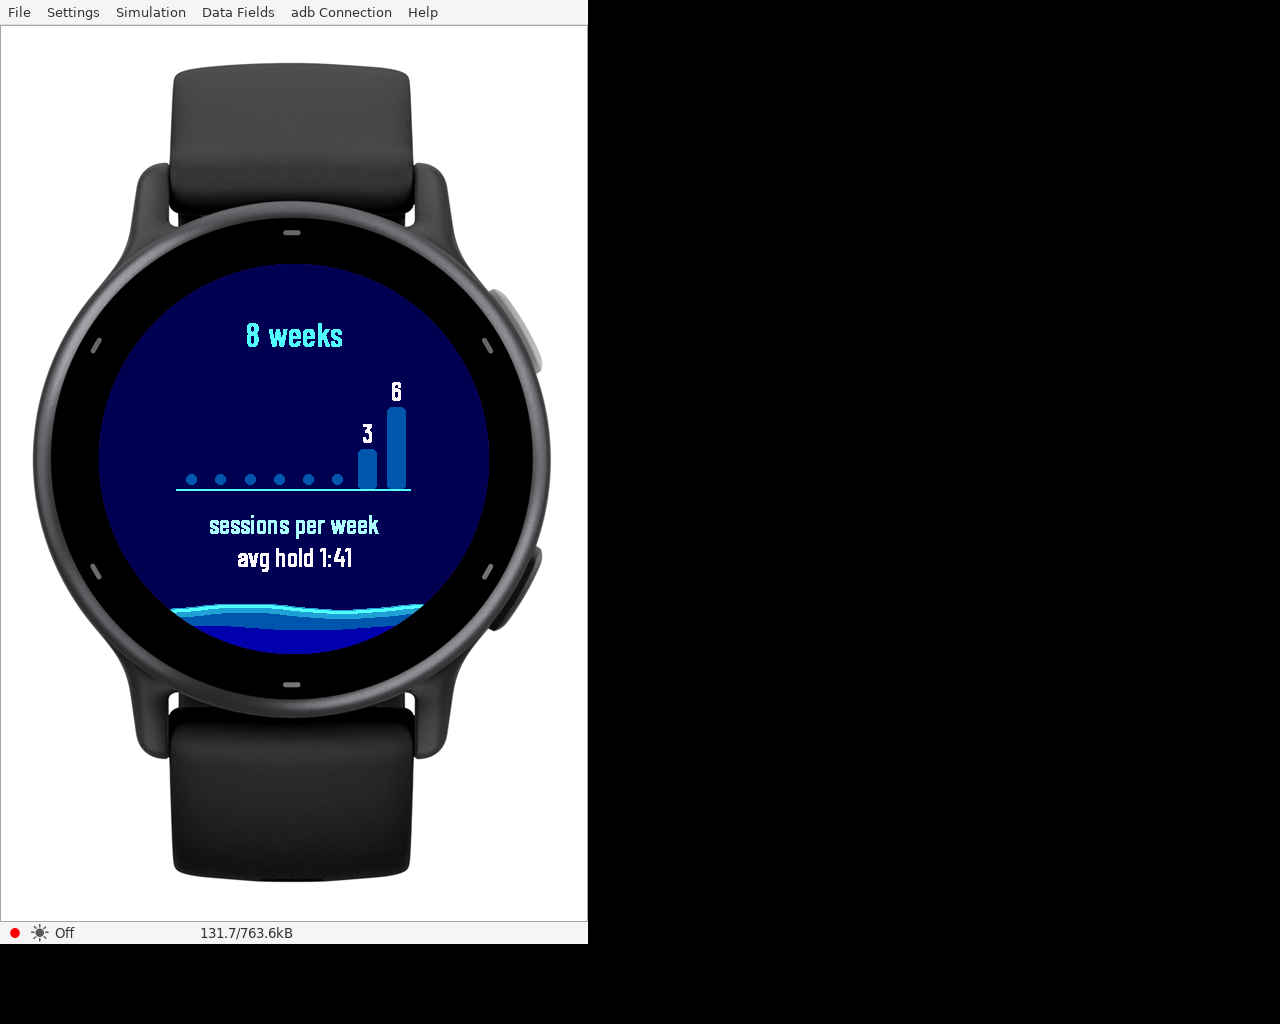 File Settings Simulation Data Fields adb Connection Help
8 weeks
6
3
sessions per week
avg hold 1:41
Off 131.7/763.6kB